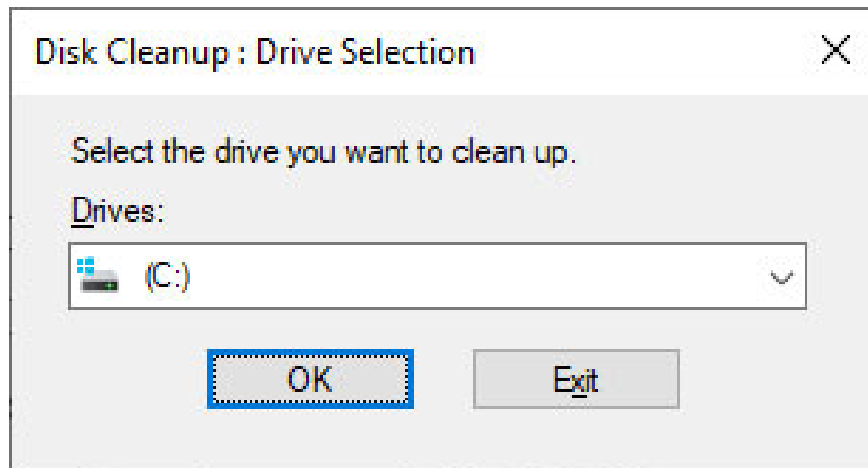 Disk Cleanup : Drive Selection
Select the drive you want to clean up.
Drives:
(C:)
OK
Exit